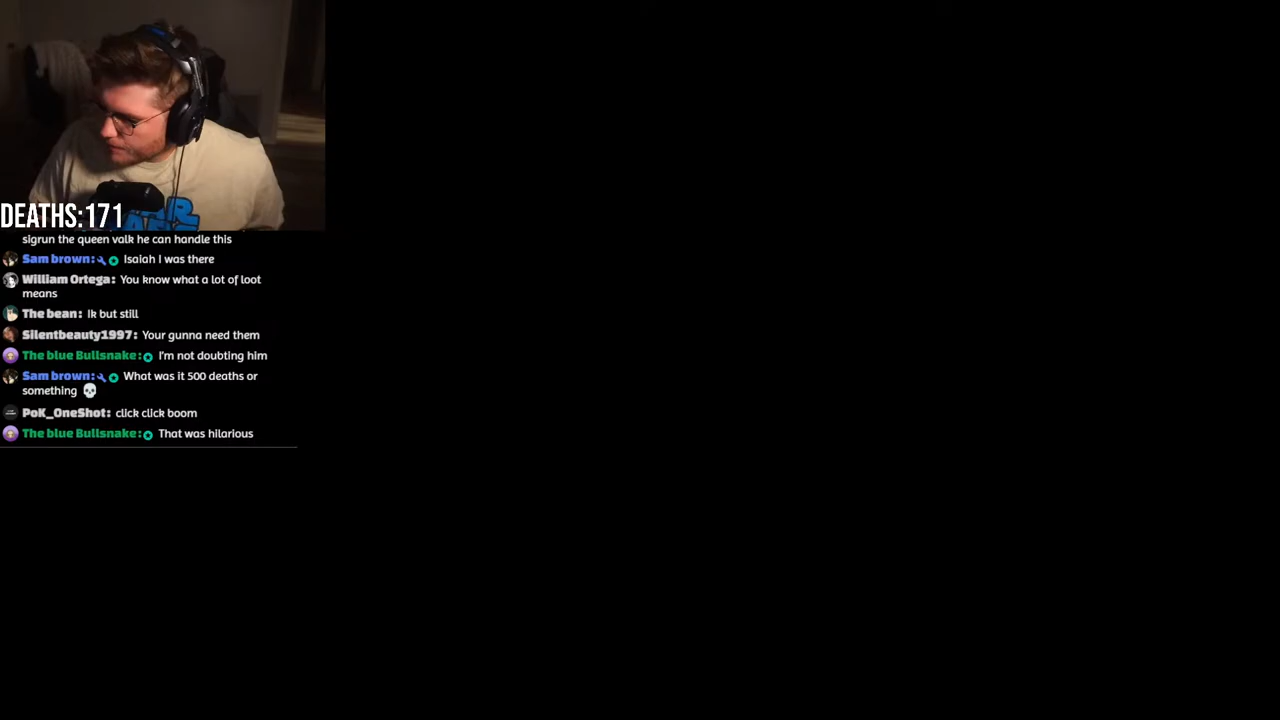 DEATHS:171
sigrun the queen valk he can handle this
Sam brown: Isaiah I was there
William Ortega: You know what a lot of loot
means
The bean: Ik but still
Silentbeauty1997: Your gunna need them
The blue Bullsnake: I'm not doubting him
Sam brown: What was it 500 deaths or
something 💀
PoK_OneShot: click click boom
The blue Bullsnake: That was hilarious